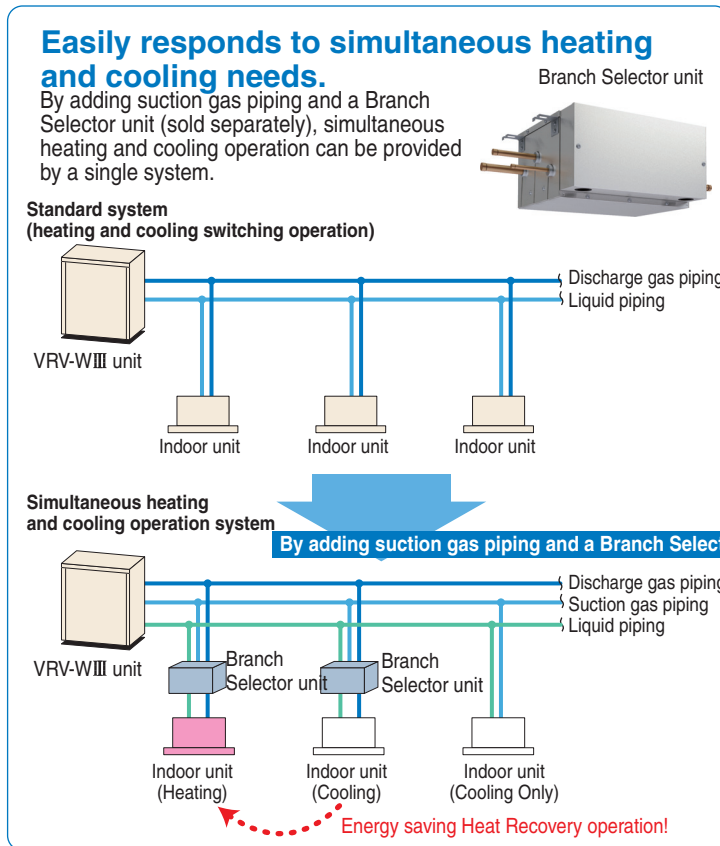 Easily responds to simultaneous heating
and cooling needs.
By adding suction gas piping and a Branch
Selector unit (sold separately), simultaneous
heating and cooling operation can be provided
by a single system.
Branch Selector unit
Standard system
(heating and cooling switching operation)
Discharge gas piping
Liquid piping
VRV-WⅢ unit
Indoor unit
Indoor unit
Indoor unit
Simultaneous heating
and cooling operation system
By adding suction gas piping and a Branch Select
Discharge gas piping
Suction gas piping
Liquid piping
VRV-WⅢ unit
Branch
Selector unit
Branch
Selector unit
Indoor unit
(Heating)
Indoor unit
(Cooling)
Indoor unit
(Cooling Only)
Energy saving Heat Recovery operation!